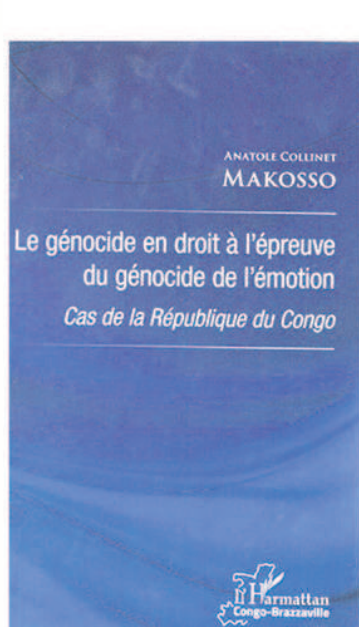 ANATOLE COLLINET
MAKOSSO
Le génocide en droit à l'épreuve
du génocide de l'émotion
Cas de la République du Congo
L'Harmattan
Congo-Brazzaville